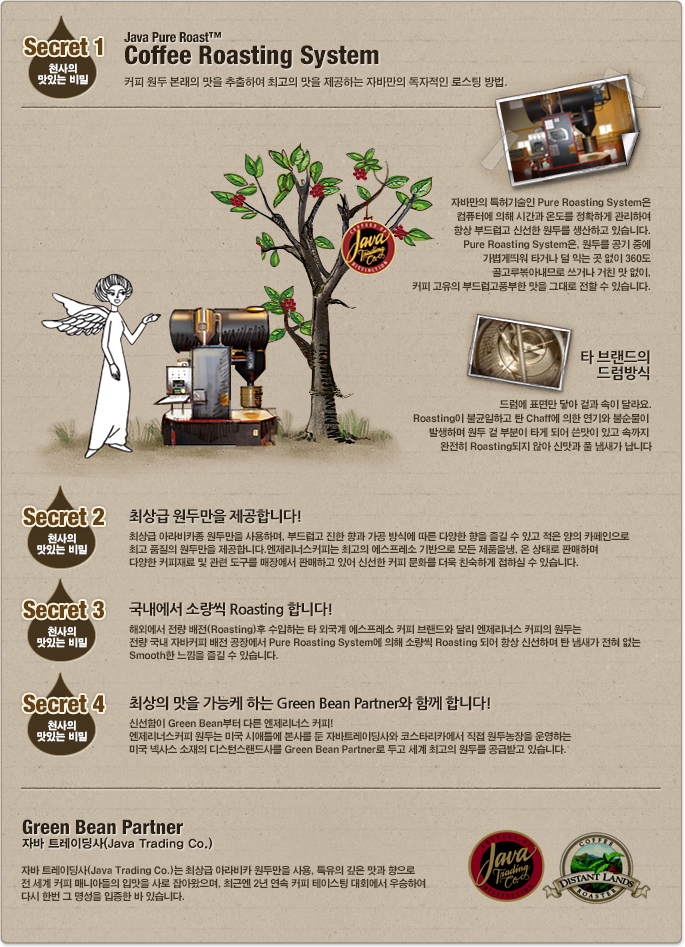 Secret 1
천사의
맛있는 비밀
Java Pure Roast™
Coffee Roasting System
커피 원두 본래의 맛을 추출하여 최고의 맛을 제공하는 자바만의 독자적인 로스팅 방법.
자바만의 특허기술인 Pure Roasting System은
컴퓨터에 의해 시간과 온도를 정확하게 관리하여
항상 부드럽고 신선한 원두를 생산하고 있습니다.
Pure Roasting System은, 원두를 공기 중에
가볍게띄워 타거나 덜 익는 곳 없이 360도
골고루볶아내므로 쓰거나 거친 맛 없이,
커피 고유의 부드럽고풍부한 맛을 그대로 전할 수 있습니다.
Java
Trading
Co.
DISTINCTION
타 브랜드의
드럼방식
드럼에 표면만 닿아 겉과 속이 달라요.
Roasting이 불균일하고 탄 Chaff에 의한 연기와 불순물이
발생하며 원두 겉 부분이 타게 되어 쓴맛이 있고 속까지
완전히 Roasting되지 않아 신맛과 풀 냄새가 납니다
Secret 2
천사의
맛있는 비밀
최상급 원두만을 제공합니다!
최상급 아라비카종 원두만을 사용하며, 부드럽고 진한 향과 가공 방식에 따른 다양한 향을 즐길 수 있고 적은 양의 카페인으로
최고 품질의 원두만을 제공합니다.엔제리너스커피는 최고의 에스프레소 기반으로 모든 제품을냉, 온 상태로 판매하며
다양한 커피재료 및 관련 도구를 매장에서 판매하고 있어 신선한 커피 문화를 더욱 친숙하게 접하실 수 있습니다.
Secret 3
천사의
맛있는 비밀
국내에서 소량씩 Roasting 합니다!
해외에서 전량 배전(Roasting)후 수입하는 타 외국계 에스프레소 커피 브랜드와 달리 엔제리너스 커피의 원두는
전량 국내 자바커피 배전 공장에서 Pure Roasting System에 의해 소량씩 Roasting 되어 항상 신선하며 탄 냄새가 전혀 없는
Smooth한 느낌을 즐길 수 있습니다.
Secret 4
천사의
맛있는 비밀
최상의 맛을 가능케 하는 Green Bean Partner와 함께 합니다!
신선함이 Green Bean부터 다른 엔제리너스 커피!
엔제리너스커피 원두는 미국 시애틀에 본사를 둔 자바트레이딩사와 코스타리카에서 직접 원두농장을 운영하는
미국 넥사스 소재의 디스턴스랜드사를 Green Bean Partner로 두고 세계 최고의 원두를 공급받고 있습니다.
Green Bean Partner
자바 트레이딩사(Java Trading Co.)
자바 트레이딩사(Java Trading Co.)는 최상급 아라비카 원두만을 사용, 특유의 깊은 맛과 향으로
전 세계 커피 매니아들의 입맛을 사로 잡아왔으며, 최근엔 2년 연속 커피 테이스팅 대회에서 우승하여
다시 한번 그 명성을 입증한 바 있습니다.
Java
Trading
Co.
COFFEE
DISTANT LANDS
ROASTER